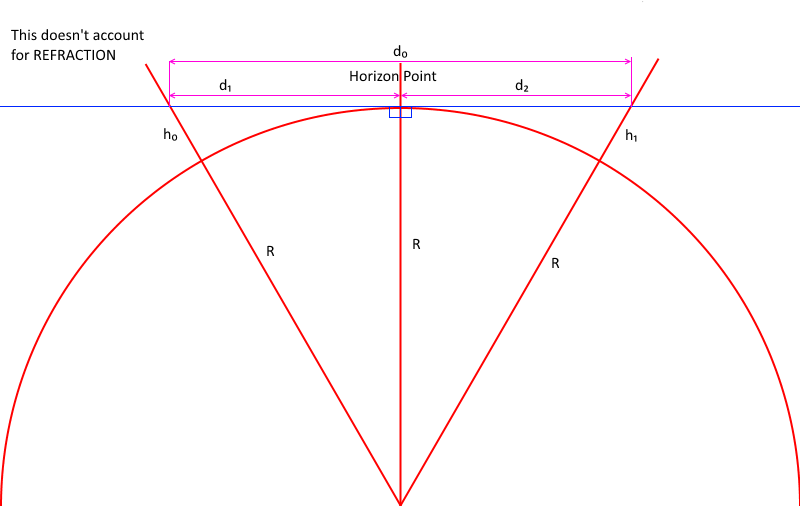 This doesn't account
for REFRACTION
d₀
Horizon Point
d₁
d₂
h₀
h₁
R
R
R